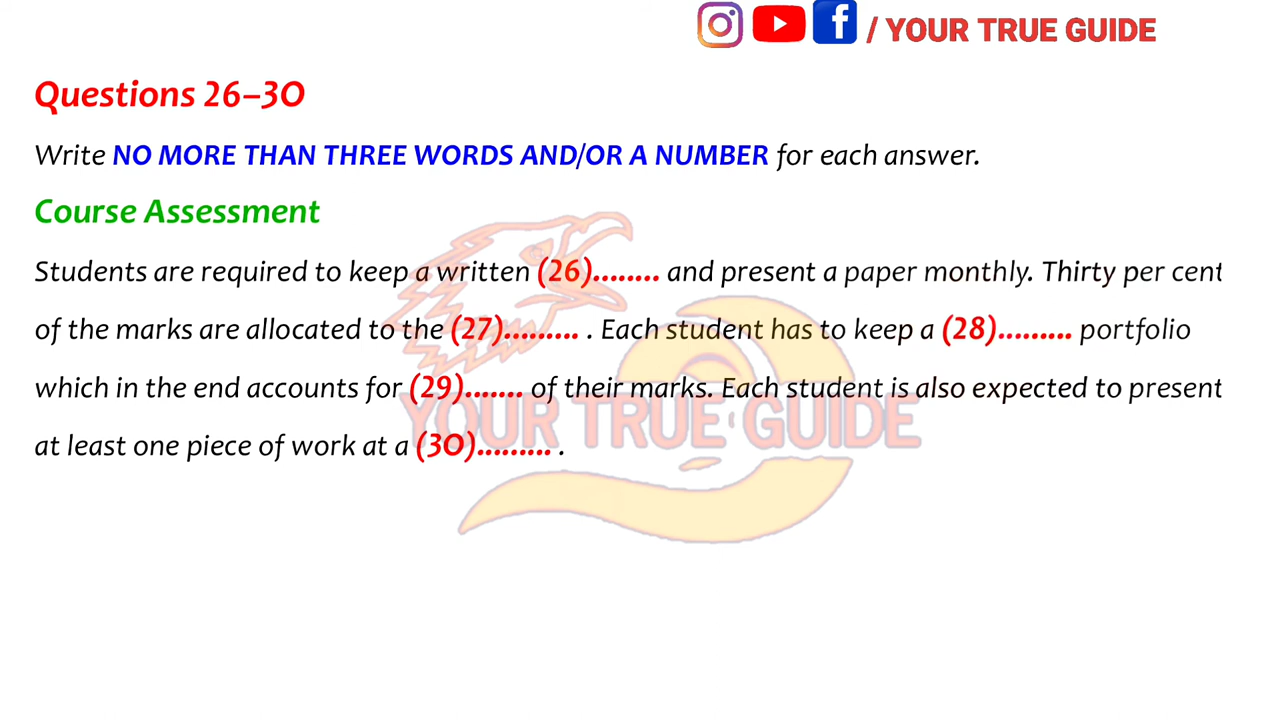 / YOUR TRUE GUIDE
Questions 26–30
Write NO MORE THAN THREE WORDS AND/OR A NUMBER for each answer.
Course Assessment
Students are required to keep a written (26)........ and present a paper monthly. Thirty per cent
of the marks are allocated to the (27)......... . Each student has to keep a (28)......... portfolio
which in the end accounts for (29)....... of their marks. Each student is also expected to present
YOUR TRUE GUIDE
at least one piece of work at a (30)......... .